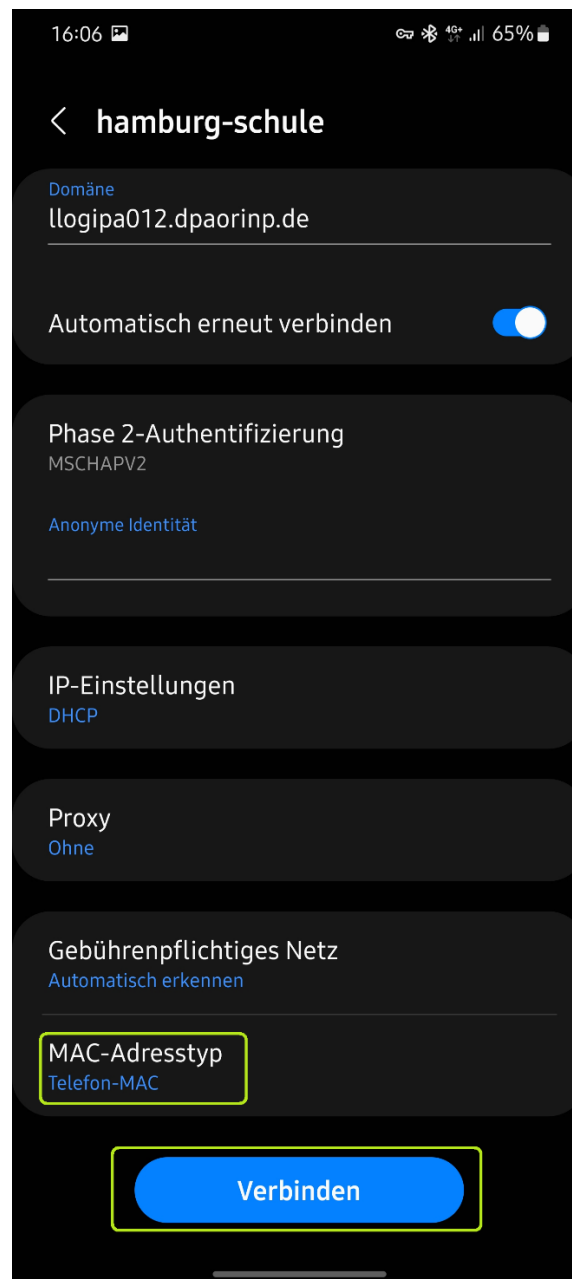 16:06 4G+ 65%
hamburg-schule
Domäne
llogipa012.dpaorinp.de
Automatisch erneut verbinden
Phase 2-Authentifizierung
MSCHAPV2
Anonyme Identität
IP-Einstellungen
DHCP
Proxy
Ohne
Gebührenpflichtiges Netz
Automatisch erkennen
MAC-Adresstyp
Telefon-MAC
Verbinden